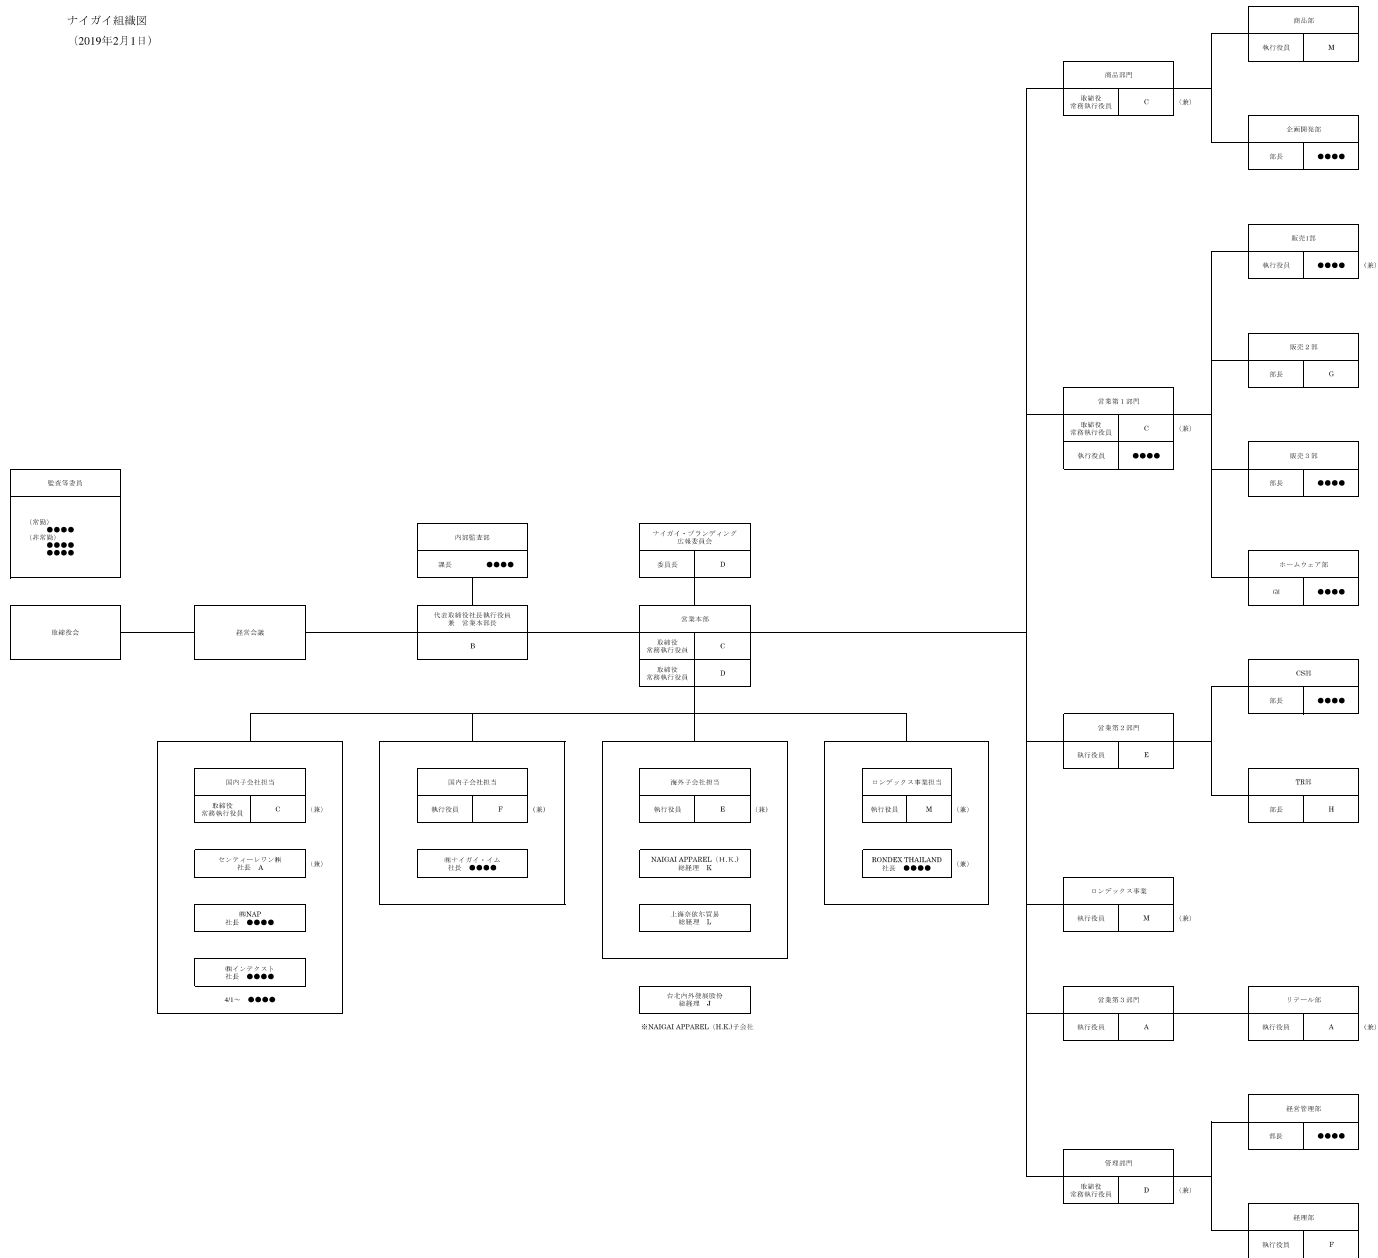 ナイガイ組織図
（2019年2月1日）
商品部
執行役員 M
商品部門
取締役
常務執行役員 C （兼）
企画開発部
部長 ●●●●
販売1部
執行役員 ●●●● （兼）
販売２部
部長 G
営業第１部門
取締役
常務執行役員 C （兼）
執行役員 ●●●●
販売３部
部長 ●●●●
ホームウェア部
GM ●●●●
監査等委員
（常勤）
●●●●
（非常勤）
●●●●
●●●●
内部監査部
課長 ●●●●
ナイガイ・ブランディング
広報委員会
委員長 D
取締役会
経営会議
代表取締役社長執行役員
兼　営業本部長
B
営業本部
取締役
常務執行役員 C
取締役
常務執行役員 D
CS部
部長 ●●●●
営業第２部門
執行役員 E
TR部
部長 H
国内子会社担当
取締役
常務執行役員 C （兼）
センティーレワン㈱
社長 A （兼）
㈱NAP
社長 ●●●●
㈱インデクスト
社長 ●●●●
4/1～ ●●●●
国内子会社担当
執行役員 F （兼）
㈱ナイガイ・イム
社長 ●●●●
海外子会社担当
執行役員 E （兼）
NAIGAI APPAREL（H.K.）
総経理 K
上海奈依尓貿易
総経理 L
台北内外發展股份
総経理 J
※NAIGAI APPAREL（H.K.)子会社
ロンデックス事業担当
執行役員 M （兼）
RONDEX THAILAND
社長 ●●●● （兼）
ロンデックス事業
執行役員 M （兼）
営業第３部門
執行役員 A
リテール部
執行役員 A （兼）
経営管理部
部長 ●●●●
管理部門
取締役
常務執行役員 D （兼）
経理部
執行役員 F